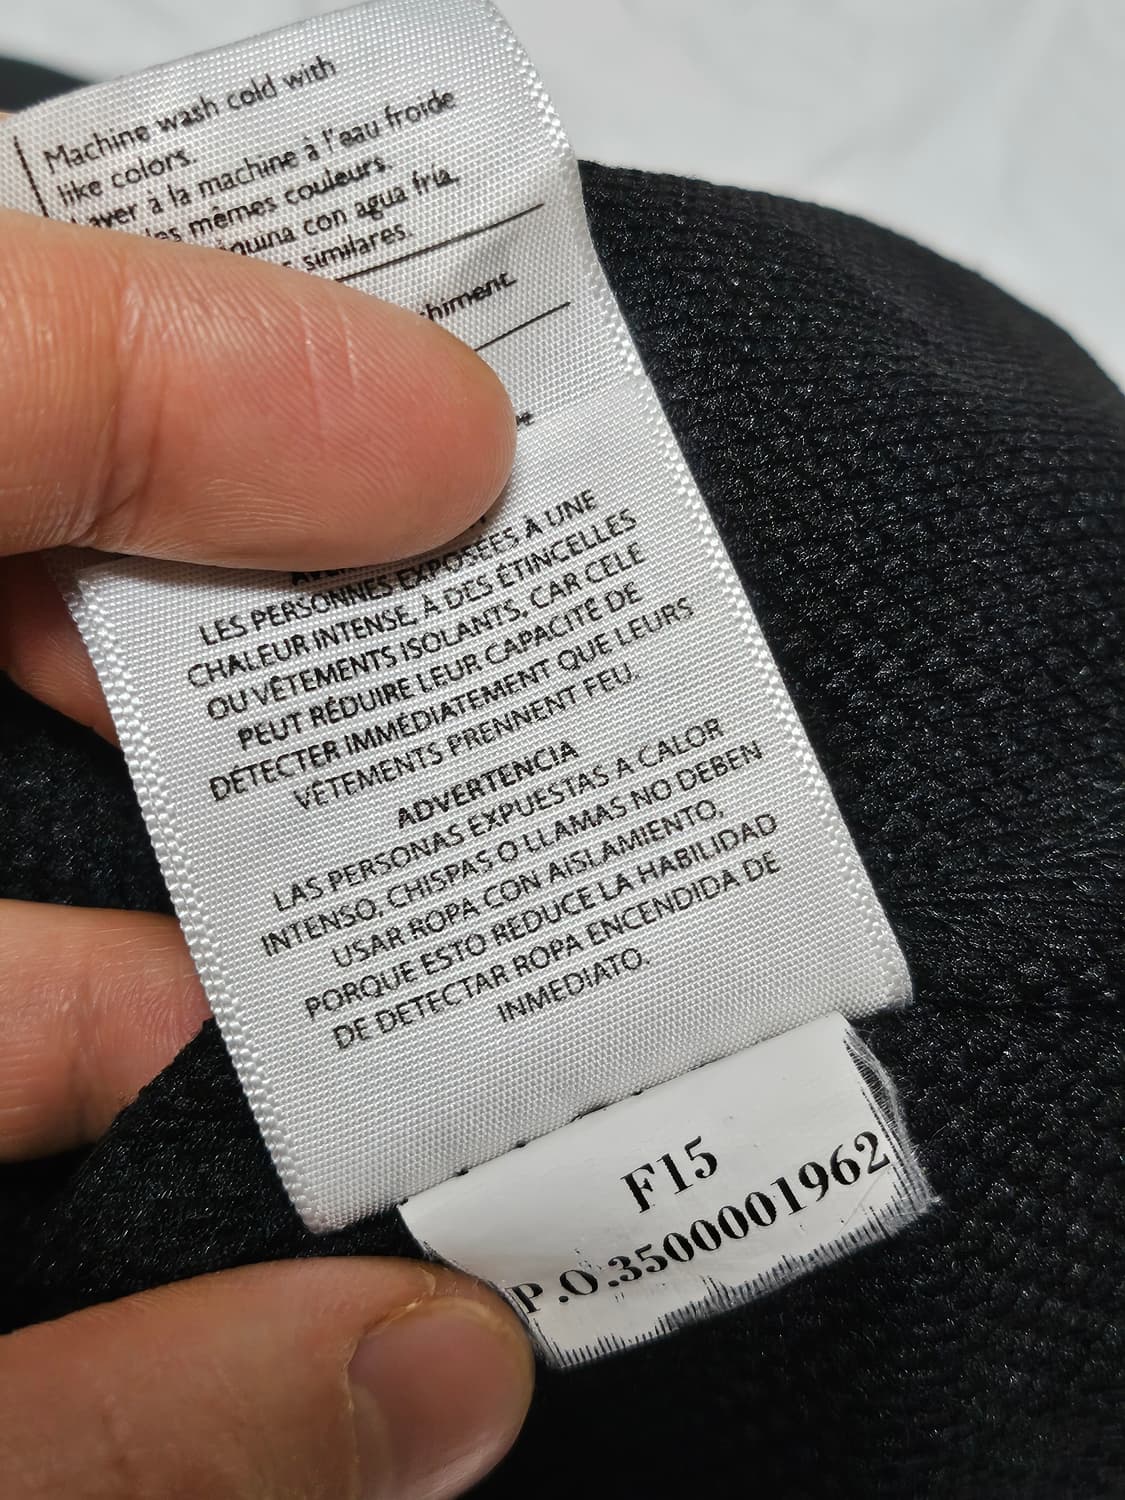 Machine wash cold with
like colors.
Laver à la machine à l'eau froide
mêmes couleurs.
con agua fría,
similares.
LES PERSONNES EXPOSÉES À UNE
CHALEUR INTENSE, À DES ÉTINCELLES
OU VÊTEMENTS ISOLANTS, CAR CELE
PEUT RÉDUIRE LEUR CAPACITÉ DE
DÉTECTER IMMÉDIATEMENT QUE LEURS
VÊTEMENTS PRENNENT FEU.
ADVERTENCIA
LAS PERSONAS EXPUESTAS A CALOR
INTENSO, CHISPAS O LLAMAS NO DEBEN
USAR ROPA CON AISLAMIENTO,
PORQUE ESTO REDUCE LA HABILIDAD
DE DETECTAR ROPA ENCENDIDA DE
INMEDIATO.
F15
P.O.3500001962